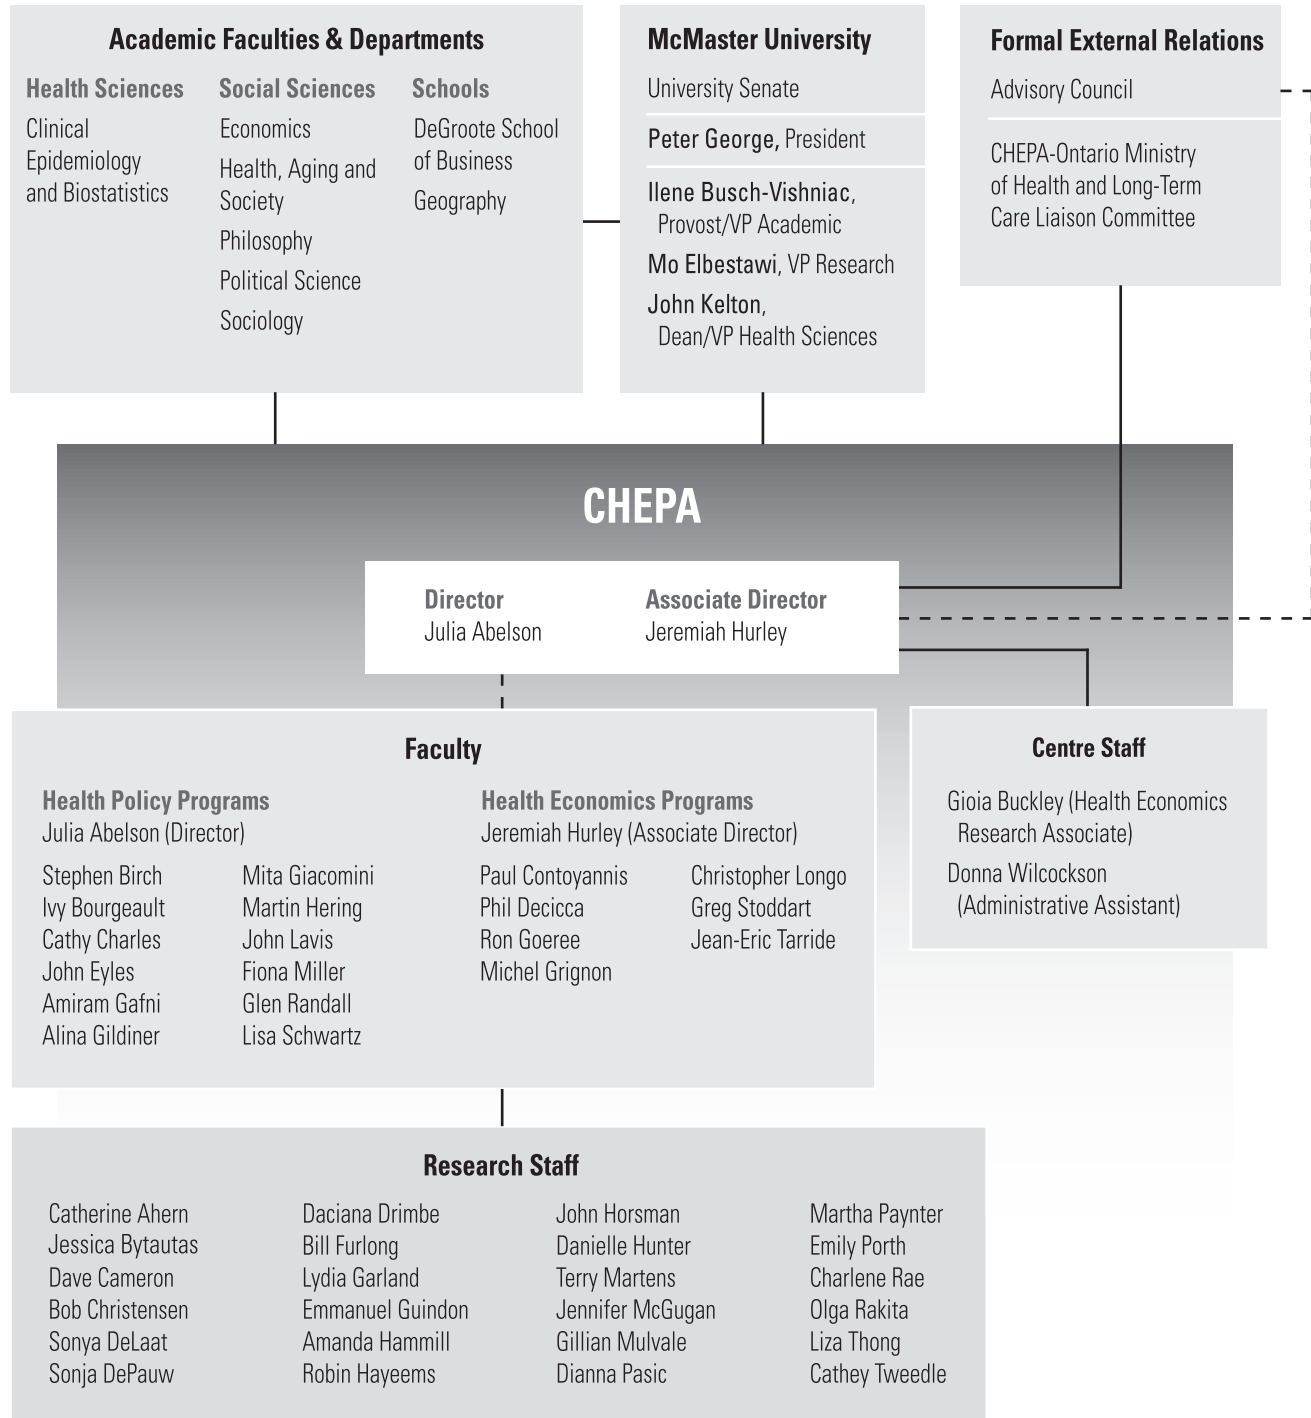 Academic Faculties & Departments
Health Sciences
Clinical
Epidemiology
and Biostatistics
Social Sciences
Economics
Health, Aging and
Society
Philosophy
Political Science
Sociology
Schools
DeGroote School
of Business
Geography
McMaster University
University Senate
Peter George, President
Ilene Busch-Vishniac,
Provost/VP Academic
Mo Elbestawi, VP Research
John Kelton,
Dean/VP Health Sciences
Formal External Relations
Advisory Council
CHEPA-Ontario Ministry
of Health and Long-Term
Care Liaison Committee
CHEPA
Director
Julia Abelson
Associate Director
Jeremiah Hurley
Faculty
Health Policy Programs
Julia Abelson (Director)
Stephen Birch
Ivy Bourgeault
Cathy Charles
John Eyles
Amiram Gafni
Alina Gildiner
Mita Giacomini
Martin Hering
John Lavis
Fiona Miller
Glen Randall
Lisa Schwartz
Health Economics Programs
Jeremiah Hurley (Associate Director)
Paul Contoyannis
Phil Decicca
Ron Goeree
Michel Grignon
Christopher Longo
Greg Stoddart
Jean-Eric Tarride
Centre Staff
Gioia Buckley (Health Economics
Research Associate)
Donna Wilcockson
(Administrative Assistant)
Research Staff
Catherine Ahern
Jessica Bytautas
Dave Cameron
Bob Christensen
Sonya DeLaat
Sonja DePauw
Daciana Drimbe
Bill Furlong
Lydia Garland
Emmanuel Guindon
Amanda Hammill
Robin Hayeems
John Horsman
Danielle Hunter
Terry Martens
Jennifer McGugan
Gillian Mulvale
Dianna Pasic
Martha Paynter
Emily Porth
Charlene Rae
Olga Rakita
Liza Thong
Cathey Tweedle